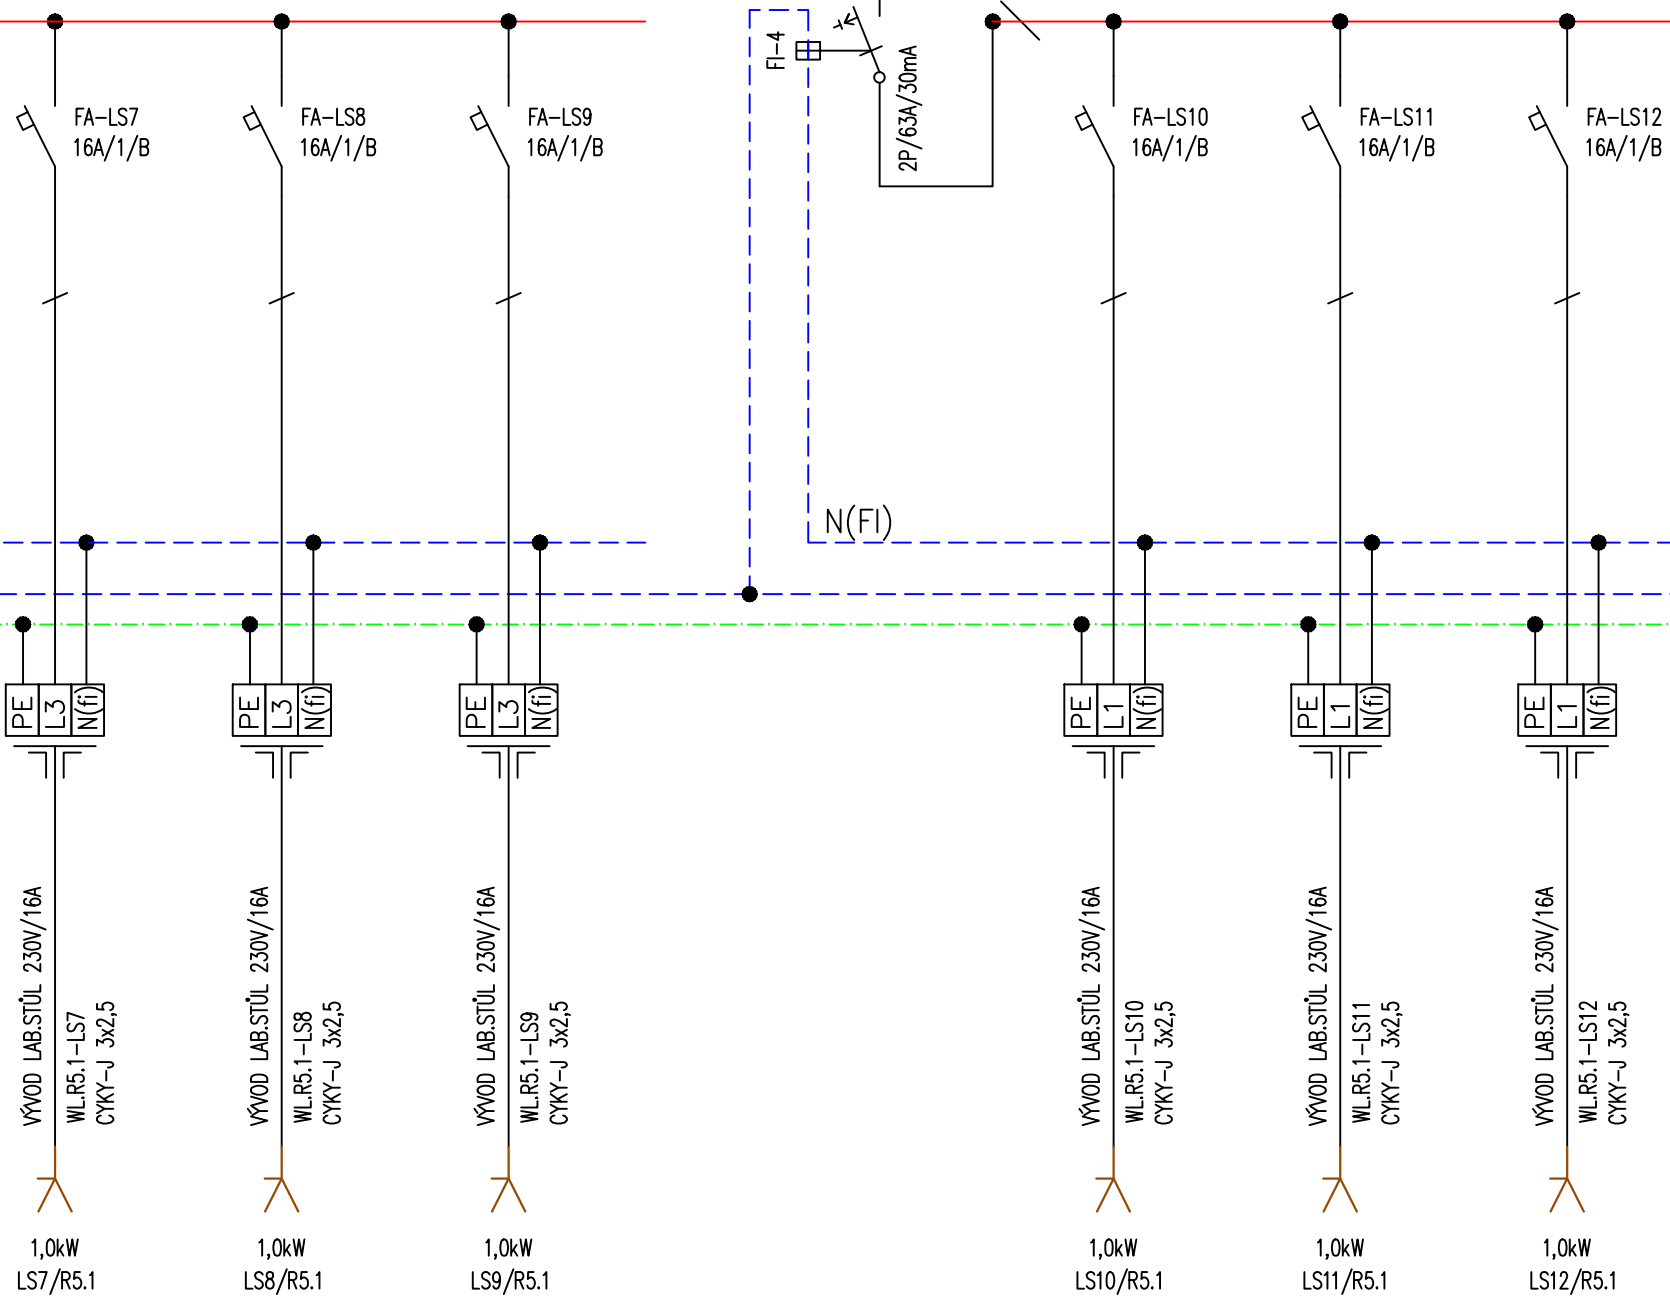 FI-4
2P/63A/30mA
FA-LS7
16A/1/B
FA-LS8
16A/1/B
FA-LS9
16A/1/B
FA-LS10
16A/1/B
FA-LS11
16A/1/B
FA-LS12
16A/1/B
N(FI)
PE L3 N(fi)
PE L3 N(fi)
PE L3 N(fi)
PE L1 N(fi)
PE L1 N(fi)
PE L1 N(fi)
VÝVOD LAB.STŮL 230V/16A
WL.R5.1-LS7
CYKY-J 3x2,5
VÝVOD LAB.STŮL 230V/16A
WL.R5.1-LS8
CYKY-J 3x2,5
VÝVOD LAB.STŮL 230V/16A
WL.R5.1-LS9
CYKY-J 3x2,5
VÝVOD LAB.STŮL 230V/16A
WL.R5.1-LS10
CYKY-J 3x2,5
VÝVOD LAB.STŮL 230V/16A
WL.R5.1-LS11
CYKY-J 3x2,5
VÝVOD LAB.STŮL 230V/16A
WL.R5.1-LS12
CYKY-J 3x2,5
1,0kW
LS7/R5.1
1,0kW
LS8/R5.1
1,0kW
LS9/R5.1
1,0kW
LS10/R5.1
1,0kW
LS11/R5.1
1,0kW
LS12/R5.1